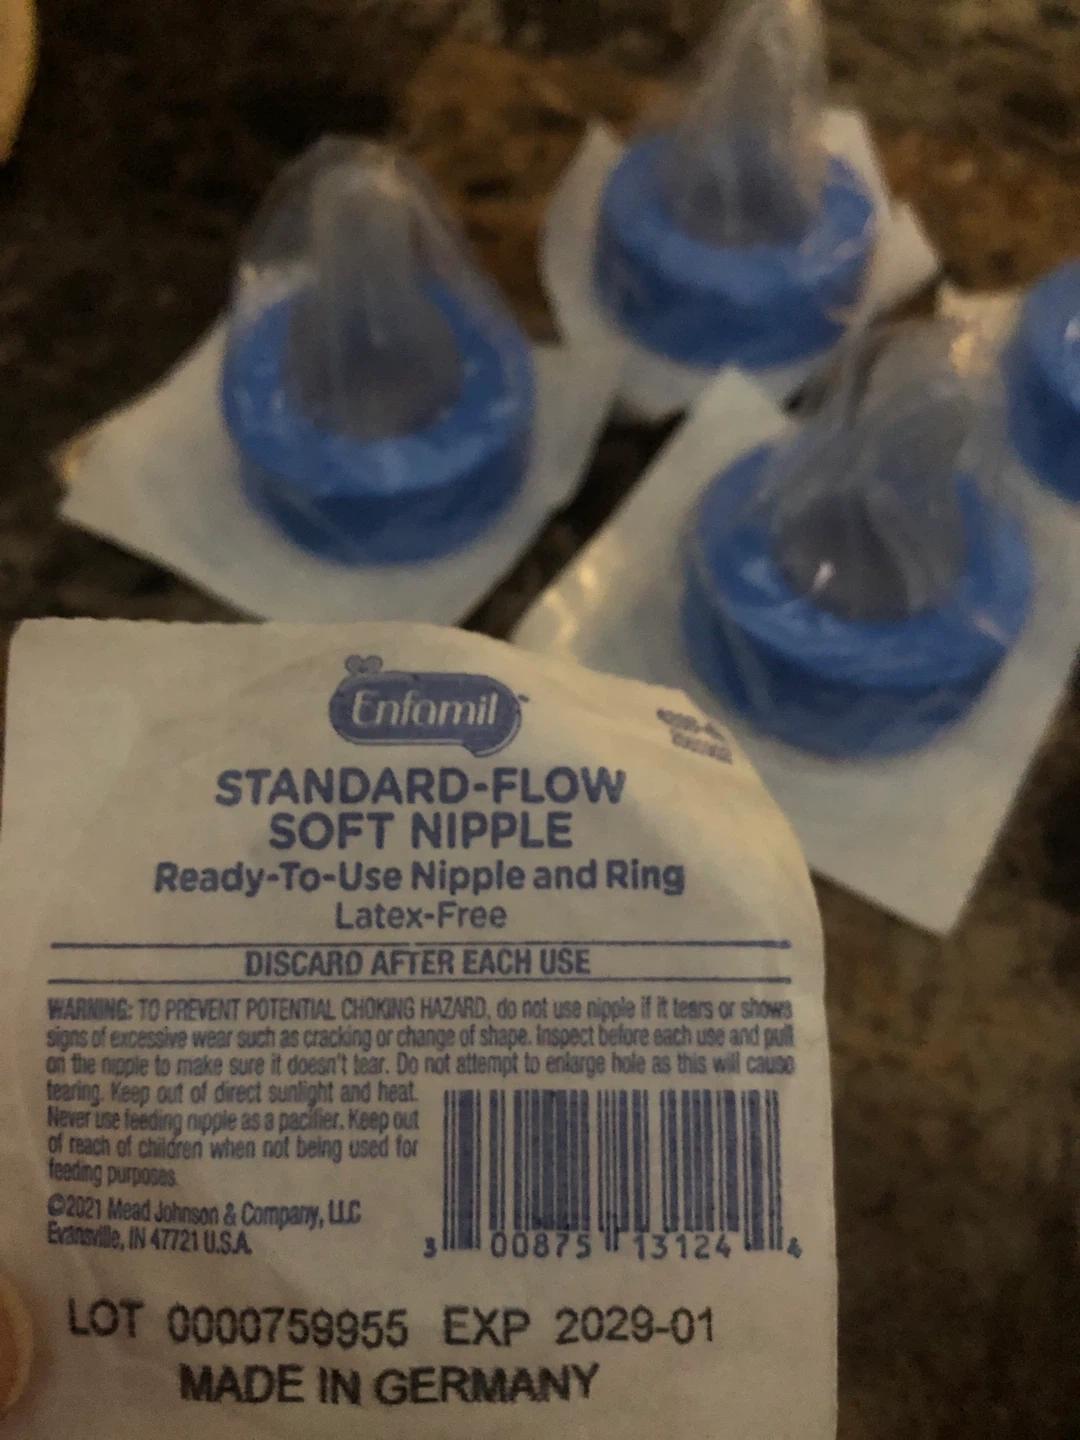 Enfamil™
STANDARD-FLOW
SOFT NIPPLE
Ready-To-Use Nipple and Ring
Latex-Free
DISCARD AFTER EACH USE
WARNING: TO PREVENT POTENTIAL CHOKING HAZARD, do not use nipple if it tears or shows
signs of excessive wear such as cracking or change of shape. Inspect before each use and pull
on the nipple to make sure it doesn't tear. Do not attempt to enlarge hole as this will cause
tearing. Keep out of direct sunlight and heat.
Never use feeding nipple as a pacifier. Keep out
of reach of children when not being used for
feeding purposes.
©2021 Mead Johnson & Company, LLC
Evansville, IN 47721 U.S.A.
3 00875 13124 4
LOT 0000759955 EXP 2029-01
MADE IN GERMANY